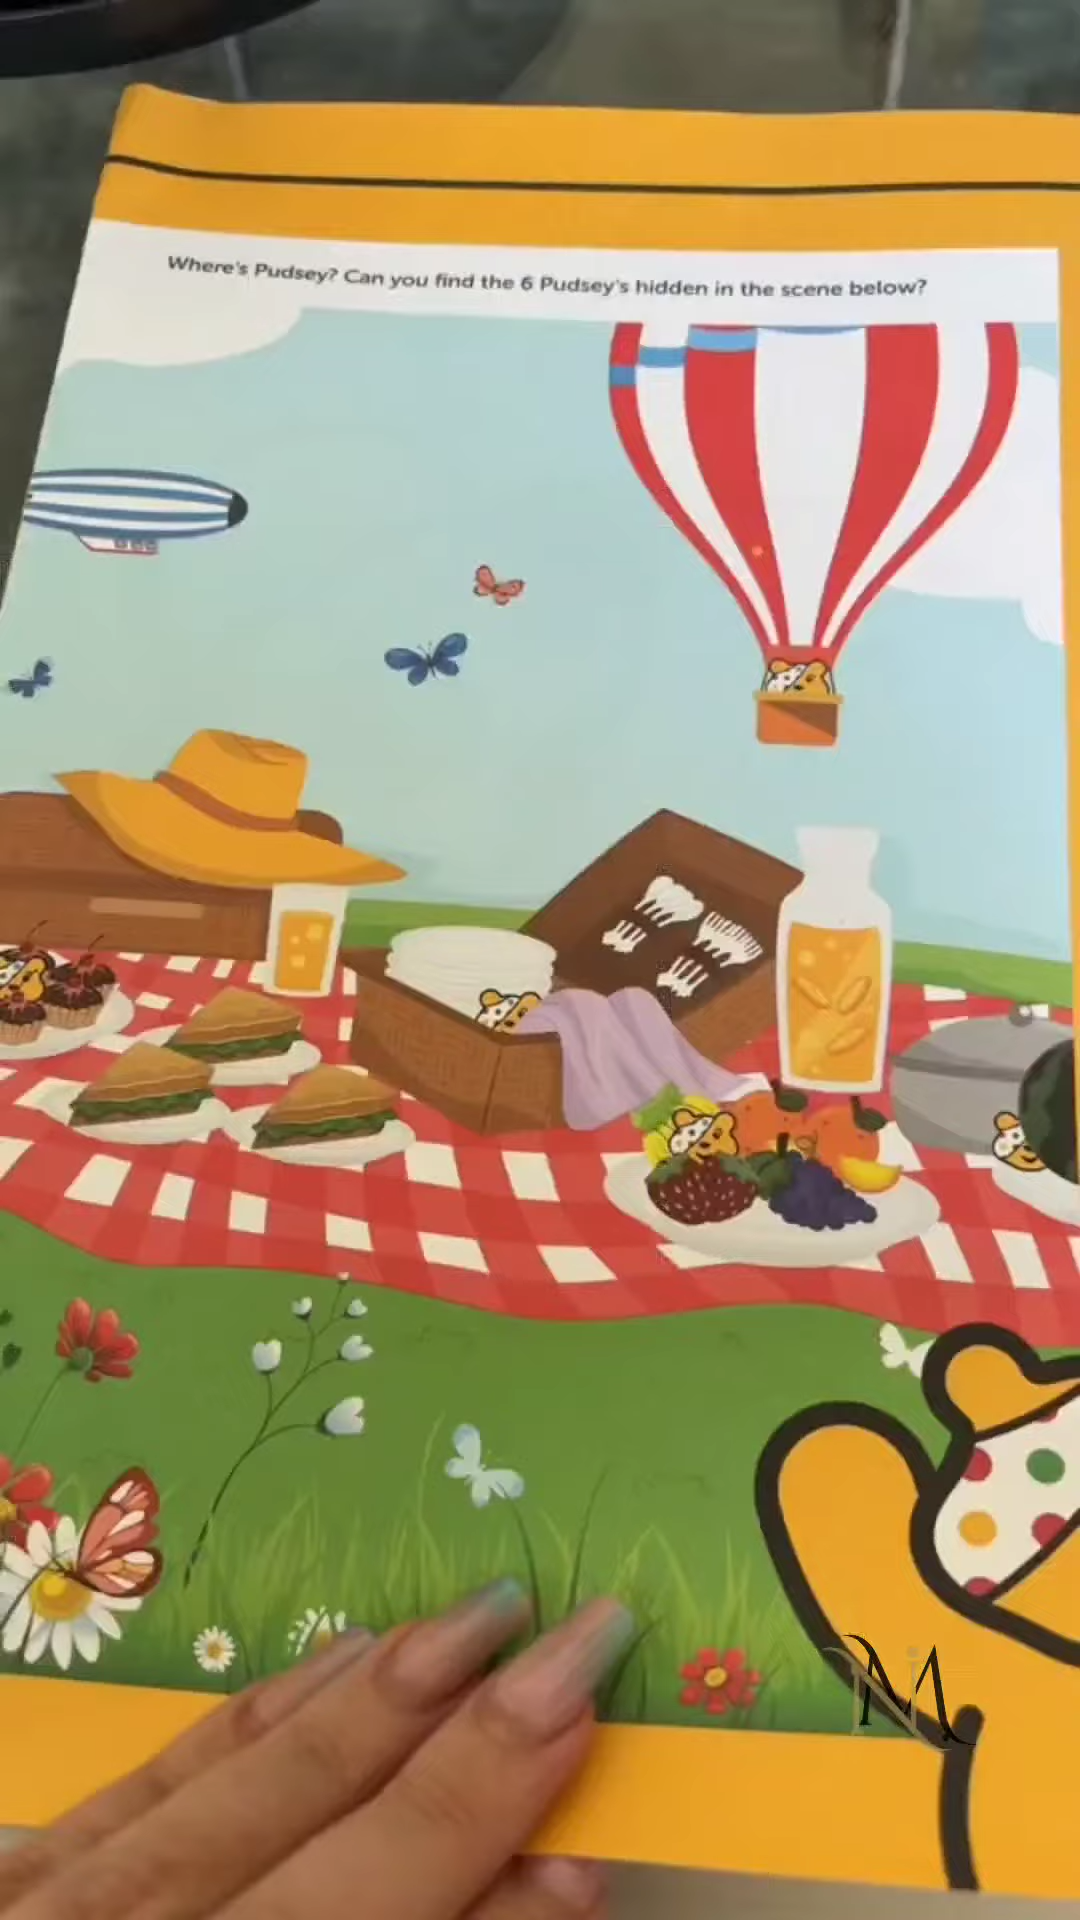 Where's Pudsey? Can you find the 6 Pudsey's hidden in the scene below?